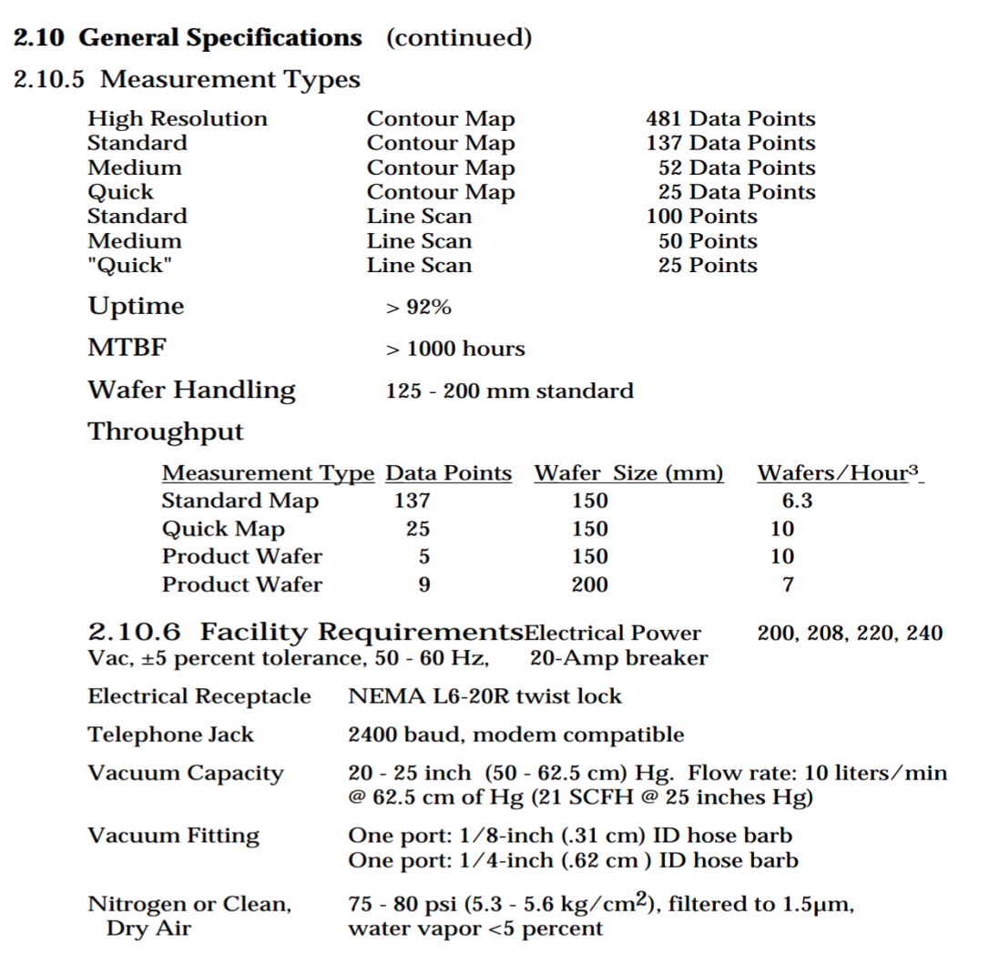 2.10 General Specifications (continued)
2.10.5 Measurement Types
High Resolution Contour Map 481 Data Points
Standard Contour Map 137 Data Points
Medium Contour Map 52 Data Points
Quick Contour Map 25 Data Points
Standard Line Scan 100 Points
Medium Line Scan 50 Points
"Quick" Line Scan 25 Points
Uptime > 92%
MTBF > 1000 hours
Wafer Handling 125 - 200 mm standard
Throughput
Measurement Type Data Points Wafer Size (mm) Wafers/Hour³
Standard Map 137 150 6.3
Quick Map 25 150 10
Product Wafer 5 150 10
Product Wafer 9 200 7
2.10.6 Facility RequirementsElectrical Power 200, 208, 220, 240
Vac, ±5 percent tolerance, 50 - 60 Hz, 20-Amp breaker
Electrical Receptacle NEMA L6-20R twist lock
Telephone Jack 2400 baud, modem compatible
Vacuum Capacity 20 - 25 inch (50 - 62.5 cm) Hg. Flow rate: 10 liters/min
@ 62.5 cm of Hg (21 SCFH @ 25 inches Hg)
Vacuum Fitting One port: 1/8-inch (.31 cm) ID hose barb
One port: 1/4-inch (.62 cm ) ID hose barb
Nitrogen or Clean, 75 - 80 psi (5.3 - 5.6 kg/cm²), filtered to 1.5µm,
Dry Air water vapor <5 percent